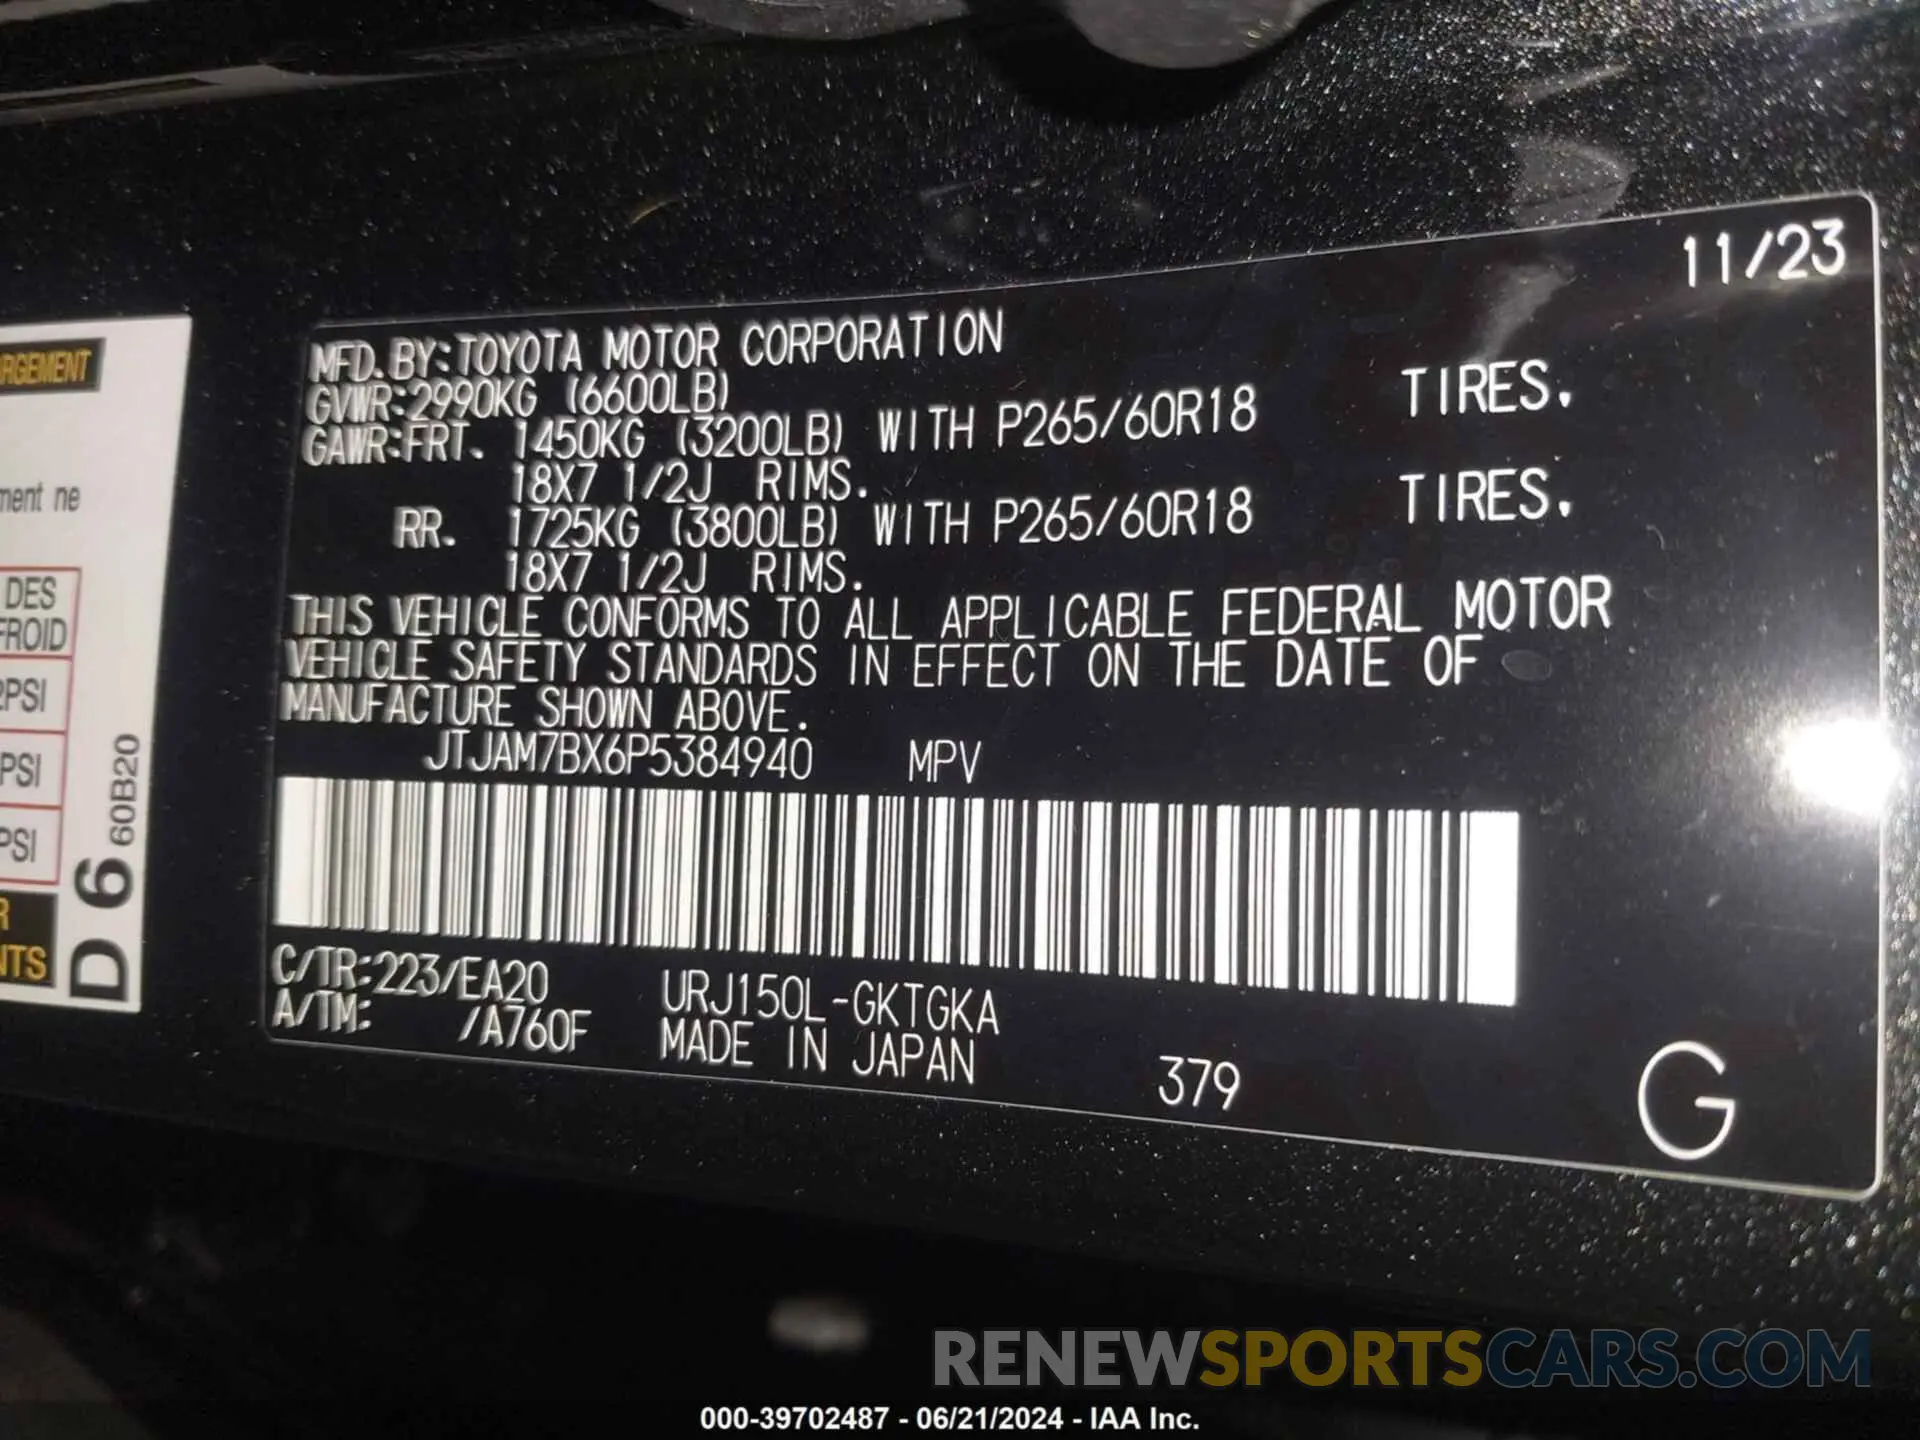 11/23
MFD.BY:TOYOTA MOTOR CORPORATION
GVWR:2990KG (6600LB)
GAWR:FRT. 1450KG (3200LB) WITH P265/60R18 TIRES.
18X7 1/2J RIMS.
RR. 1725KG (3800LB) WITH P265/60R18 TIRES.
18X7 1/2J RIMS.
THIS VEHICLE CONFORMS TO ALL APPLICABLE FEDERAL MOTOR
VEHICLE SAFETY STANDARDS IN EFFECT ON THE DATE OF
MANUFACTURE SHOWN ABOVE.
JTJAM7BX6P5384940 MPV
C/TR:223/EA20 URJ150L-GKTGKA
A/TM: /A760F MADE IN JAPAN 379
G
ne
DES
FROID
PSI
PSI
PSI
D6 60B20
RENEWSPORTSCARS.COM
000-39702487 - 06/21/2024 - IAA Inc.